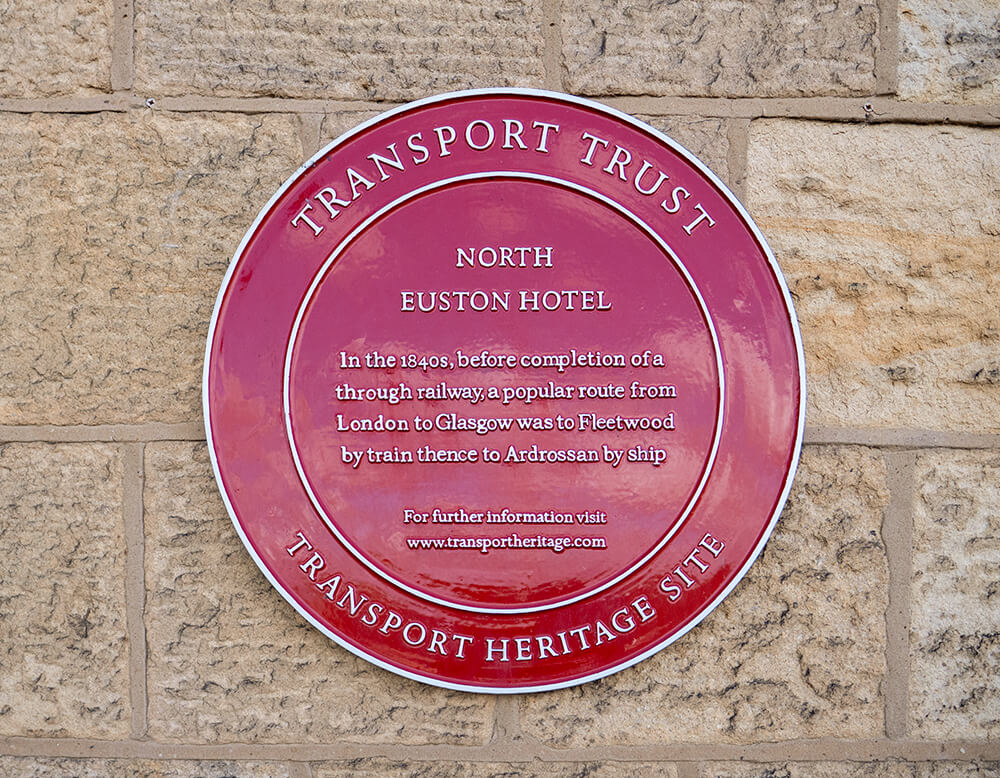 TRANSPORT TRUST
NORTH
EUSTON HOTEL
In the 1840s, before completion of a
through railway, a popular route from
London to Glasgow was to Fleetwood
by train thence to Ardrossan by ship
For further information visit
www.transportheritage.com
TRANSPORT HERITAGE SITE